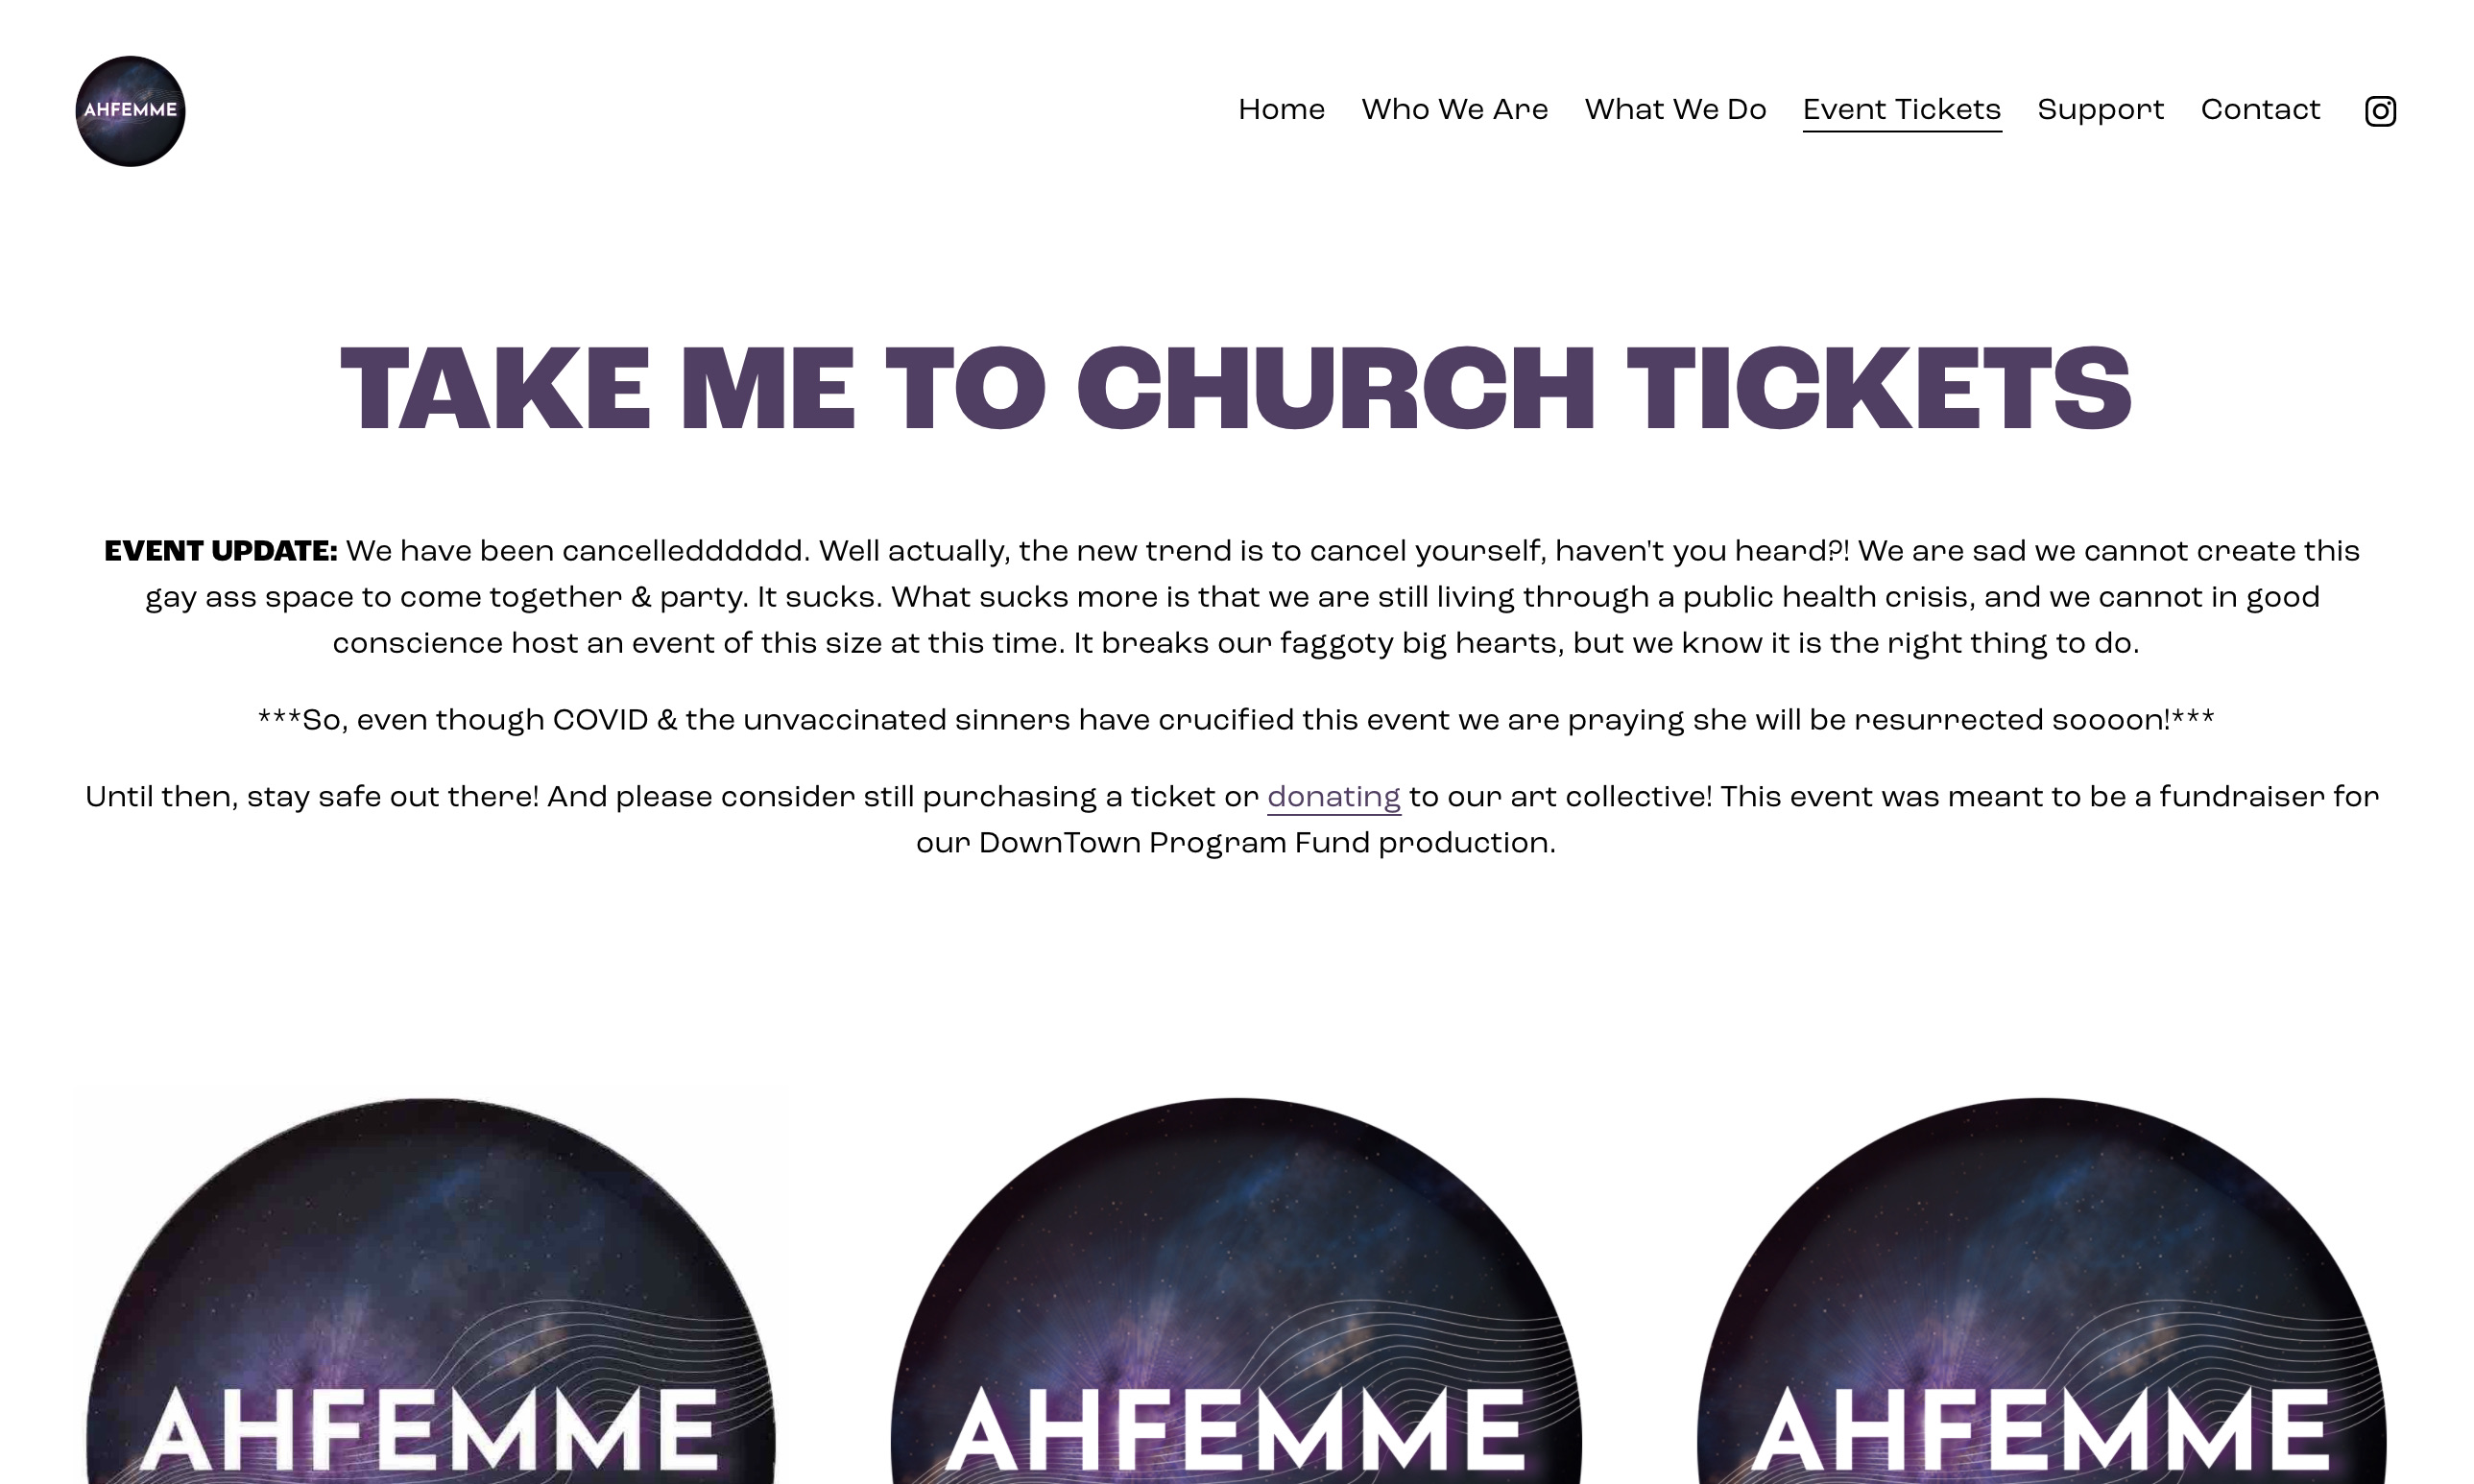 AHFEMME
Home Who We Are What We Do Event Tickets Support Contact
TAKE ME TO CHURCH TICKETS
EVENT UPDATE: We have been cancelledddddd. Well actually, the new trend is to cancel yourself, haven't you heard?! We are sad we cannot create this
gay ass space to come together & party. It sucks. What sucks more is that we are still living through a public health crisis, and we cannot in good
conscience host an event of this size at this time. It breaks our faggoty big hearts, but we know it is the right thing to do.
***So, even though COVID & the unvaccinated sinners have crucified this event we are praying she will be resurrected soooon!***
Until then, stay safe out there! And please consider still purchasing a ticket or donating to our art collective! This event was meant to be a fundraiser for
our DownTown Program Fund production.
AHFEMME AHFEMME AHFEMME